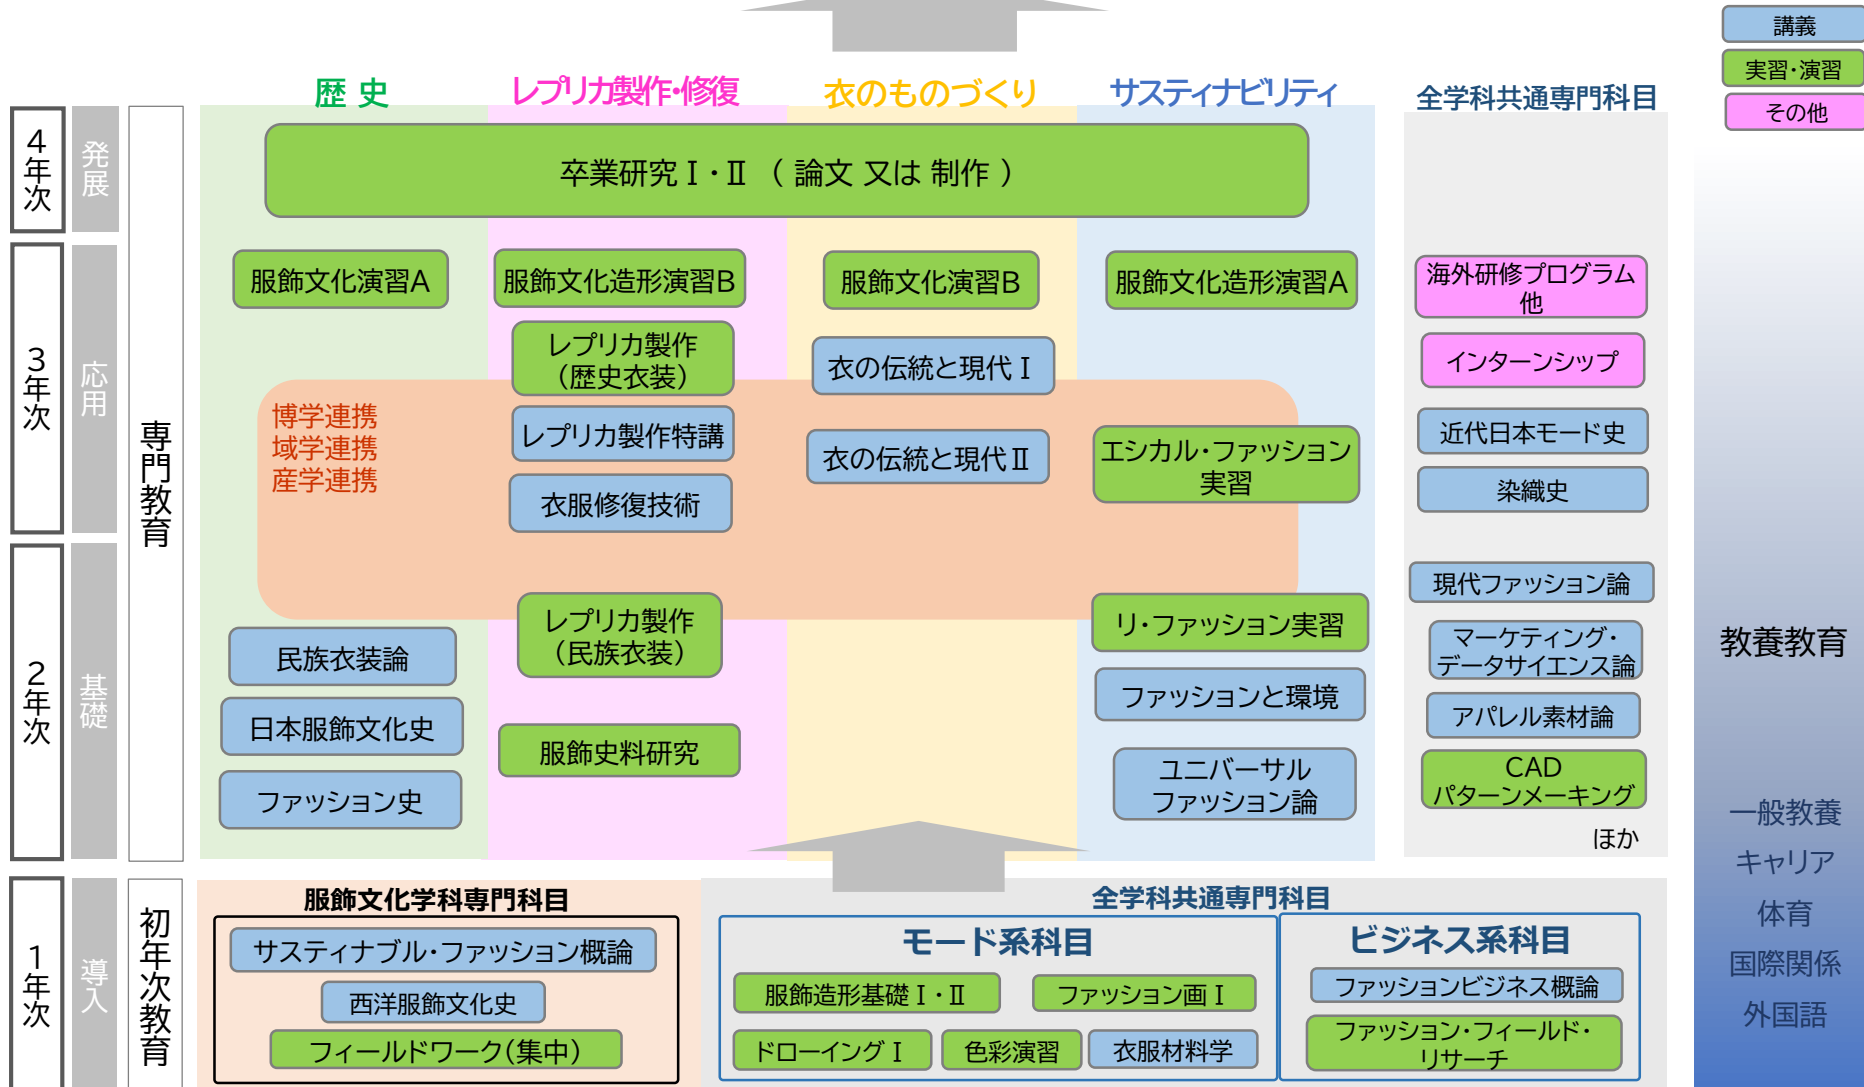 講義
実習・演習
その他
歴 史
レプリカ製作・修復
衣のものづくり
サスティナビリティ
全学科共通専門科目
4年次
発展
専門教育
卒業研究Ⅰ・Ⅱ （ 論文 又は 制作 ）
3年次
応用
服飾文化演習A
服飾文化造形演習B
服飾文化演習B
服飾文化造形演習A
海外研修プログラム
他
レプリカ製作
（歴史衣装）
衣の伝統と現代Ⅰ
インターンシップ
博学連携
域学連携
産学連携
レプリカ製作特講
衣の伝統と現代Ⅱ
エシカル・ファッション
実習
近代日本モード史
衣服修復技術
染織史
2年次
基礎
民族衣装論
レプリカ製作
（民族衣装）
リ・ファッション実習
現代ファッション論
マーケティング・
データサイエンス論
日本服飾文化史
服飾史料研究
ファッションと環境
アパレル素材論
ファッション史
ユニバーサル
ファッション論
CAD
パターンメーキング
ほか
教養教育
一般教養
キャリア
体育
国際関係
外国語
1年次
導入
初年次教育
服飾文化学科専門科目
サスティナブル・ファッション概論
西洋服飾文化史
フィールドワーク（集中）
全学科共通専門科目
モード系科目
服飾造形基礎Ⅰ・Ⅱ
ファッション画Ⅰ
ドローイングⅠ
色彩演習
衣服材料学
ビジネス系科目
ファッションビジネス概論
ファッション・フィールド・
リサーチ